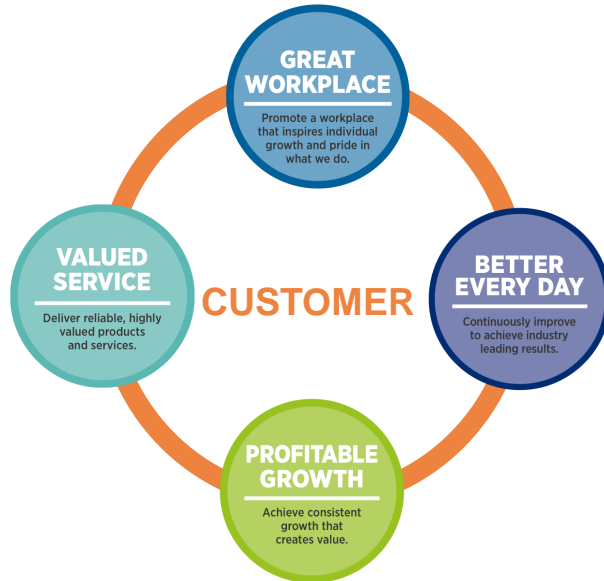 GREAT
WORKPLACE
Promote a workplace
that inspires individual
growth and pride in
what we do.
VALUED
SERVICE
Deliver reliable, highly
valued products
and services.
CUSTOMER
BETTER
EVERY DAY
Continuously improve
to achieve industry
leading results.
PROFITABLE
GROWTH
Achieve consistent
growth that
creates value.